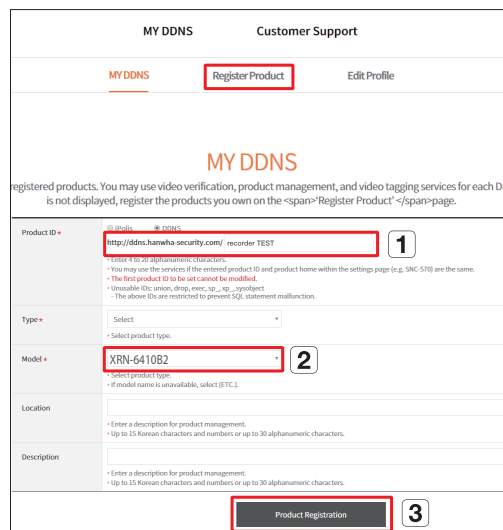 MY DDNS Customer Support
MY DDNS Register Product Edit Profile
MY DDNS
registered products. You may use video verification, product management, and video tagging services for each D
is not displayed, register the products you own on the <span>'Register Product' </span>page.
Product ID * iPolis DDNS
http://ddns.hanwha-security.com/ recorder TEST 1
• Enter 4 to 20 alphanumeric characters.
• You may use the services if the entered product ID and product home within the settings page (e.g. SNC-570) are the same.
• The first product ID to be set cannot be modified.
• Unusable IDs: union, drop, exec, sp_, xp_, sysobject
- The above IDs are restricted to prevent SQL statement malfunction.
Type * Select
• Select product type.
Model * XRN-6410B2 2
• Select product type.
• If model name is unavailable, select [ETC.].
Location
• Enter a description for product management.
• Up to 15 Korean characters and numbers or up to 30 alphanumeric characters.
Description
• Enter a description for product management.
• Up to 15 Korean characters and numbers or up to 30 alphanumeric characters.
Product Registration 3